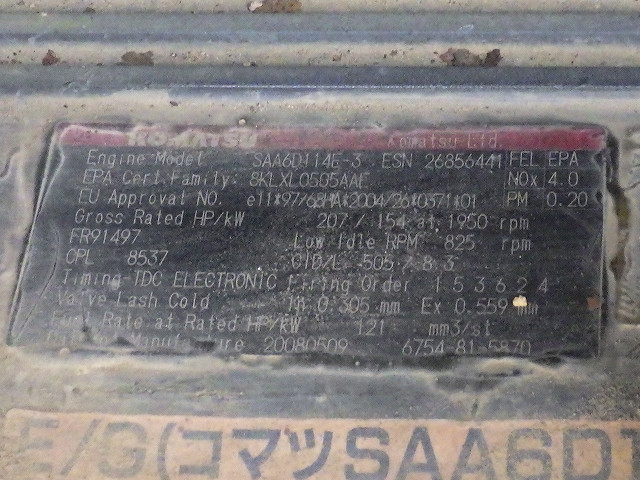 KOMATSU Komatsu Ltd.
Engine Model SAA6D114E-3 ESN 26856441 FEL EPA
EPA Cert Family: 8KLXL0505AAF NOx 4.0
EU Approval NO. e11*97/68HA*2004/26*0371*01 PM 0.20
Gross Rated HP/kW 207 / 154 at 1950 rpm
FR91497 Low Idle RPM 825 rpm
CPL 8537 CID/L 505 / 8.3
Timing-TDC ELECTRONIC Firing Order 1 5 3 6 2 4
Valve Lash Cold In 0.305 mm Ex 0.559 mm
Fuel Rate at Rated HP/kW 121 mm3/st
Manufacture 20080509 6754-81-5870
E/G(コマツSAA6D1